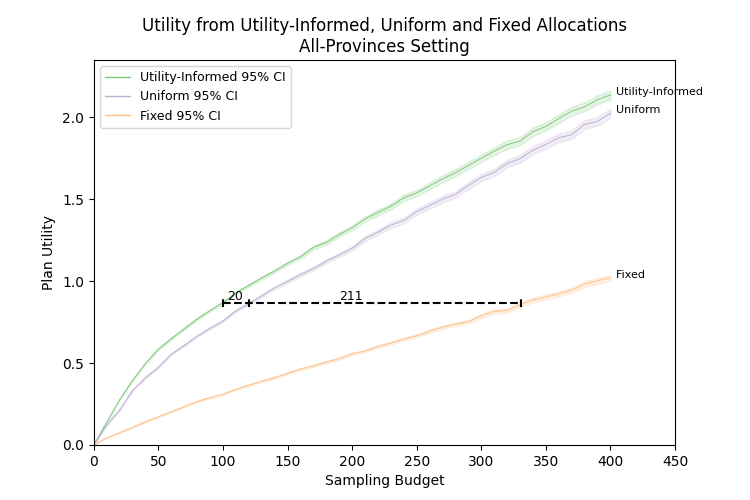 Utility from Utility-Informed, Uniform and Fixed Allocations
All-Provinces Setting
Utility-Informed 95% CI
Uniform 95% CI
Fixed 95% CI
Utility-Informed
Uniform
Fixed
20
211
Plan Utility
2.0
1.5
1.0
0.5
0.0
0
50
100
150
200
250
300
350
400
450
Sampling Budget